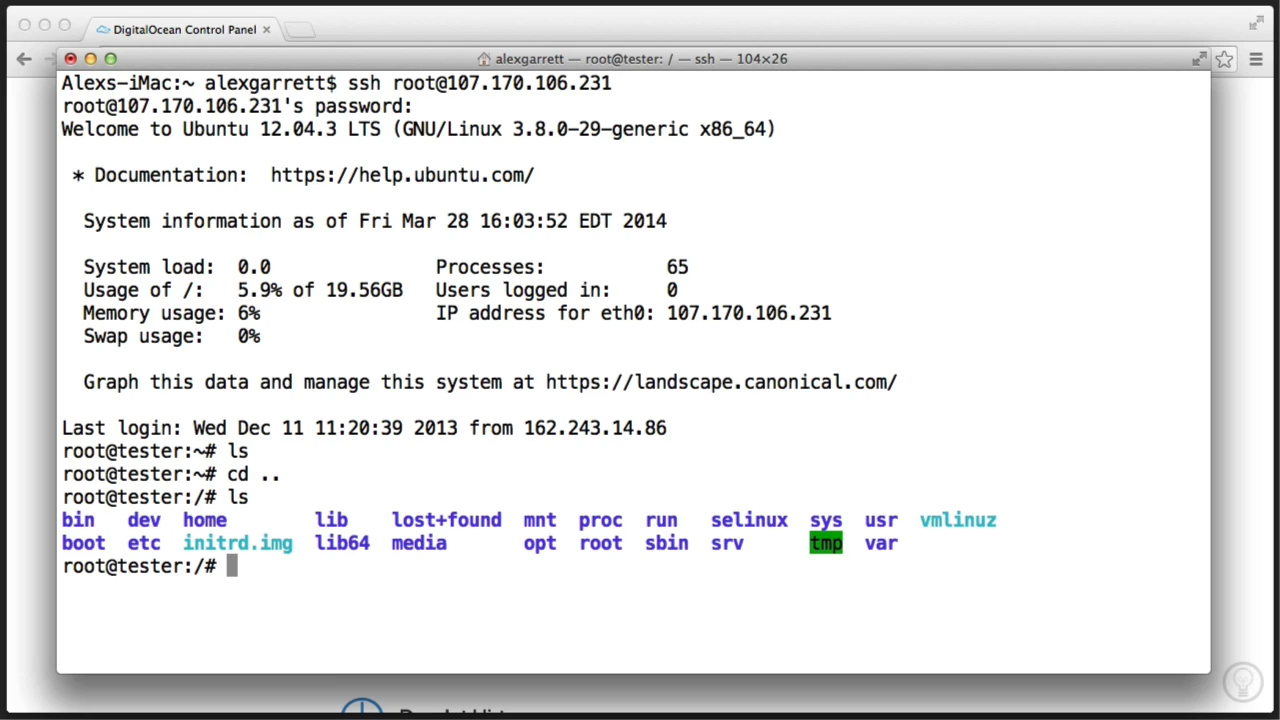 DigitalOcean Control Panel ×
alexgarrett — root@tester: / — ssh — 104×26
Alexs-iMac:~ alexgarrett$ ssh root@107.170.106.231
root@107.170.106.231's password:
Welcome to Ubuntu 12.04.3 LTS (GNU/Linux 3.8.0-29-generic x86_64)
* Documentation:  https://help.ubuntu.com/
System information as of Fri Mar 28 16:03:52 EDT 2014
System load:  0.0               Processes:           65
Usage of /:   5.9% of 19.56GB   Users logged in:     0
Memory usage: 6%                IP address for eth0: 107.170.106.231
Swap usage:   0%
Graph this data and manage this system at https://landscape.canonical.com/
Last login: Wed Dec 11 11:20:39 2013 from 162.243.14.86
root@tester:~# ls
root@tester:~# cd ..
root@tester:/# ls
bin   dev  home        lib    lost+found  mnt  proc  run   selinux  sys  usr  vmlinuz
boot  etc  initrd.img  lib64  media       opt  root  sbin  srv      tmp  var
root@tester:/#